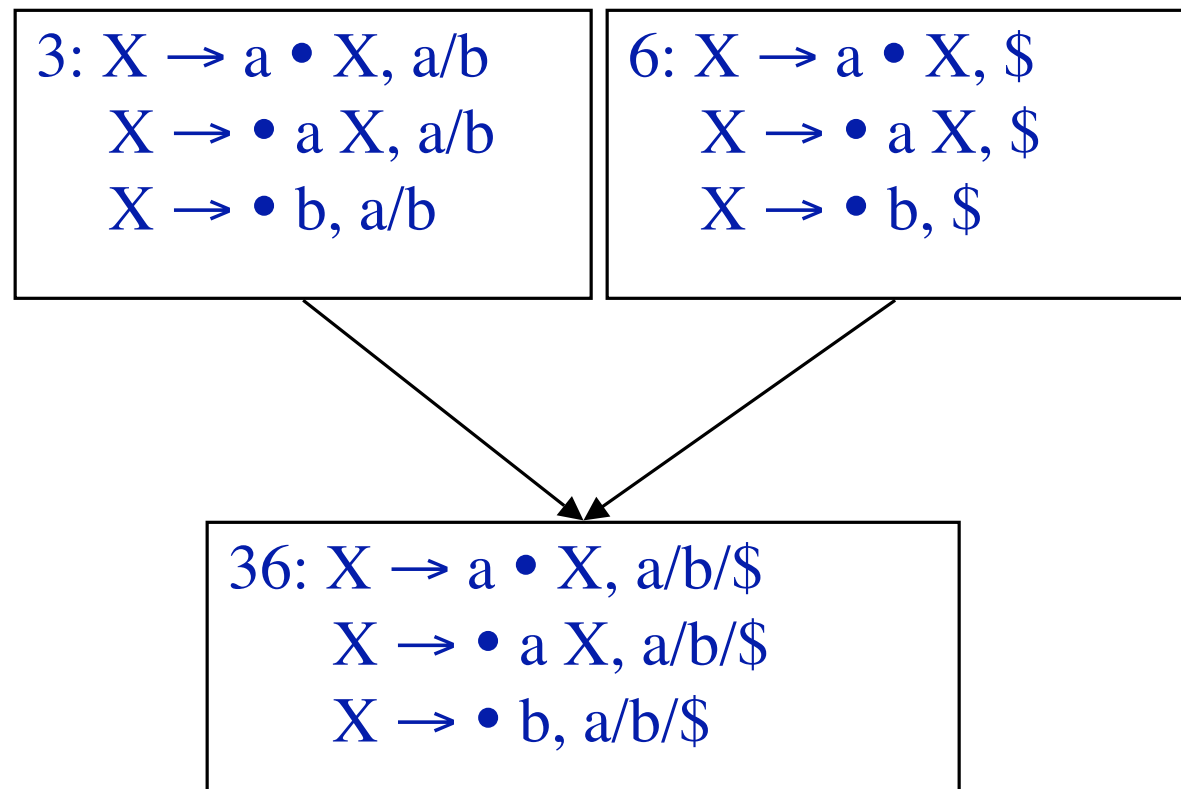 3: X → a • X, a/b
X → • a X, a/b
X → • b, a/b
6: X → a • X, $
X → • a X, $
X → • b, $
36: X → a • X, a/b/$
X → • a X, a/b/$
X → • b, a/b/$